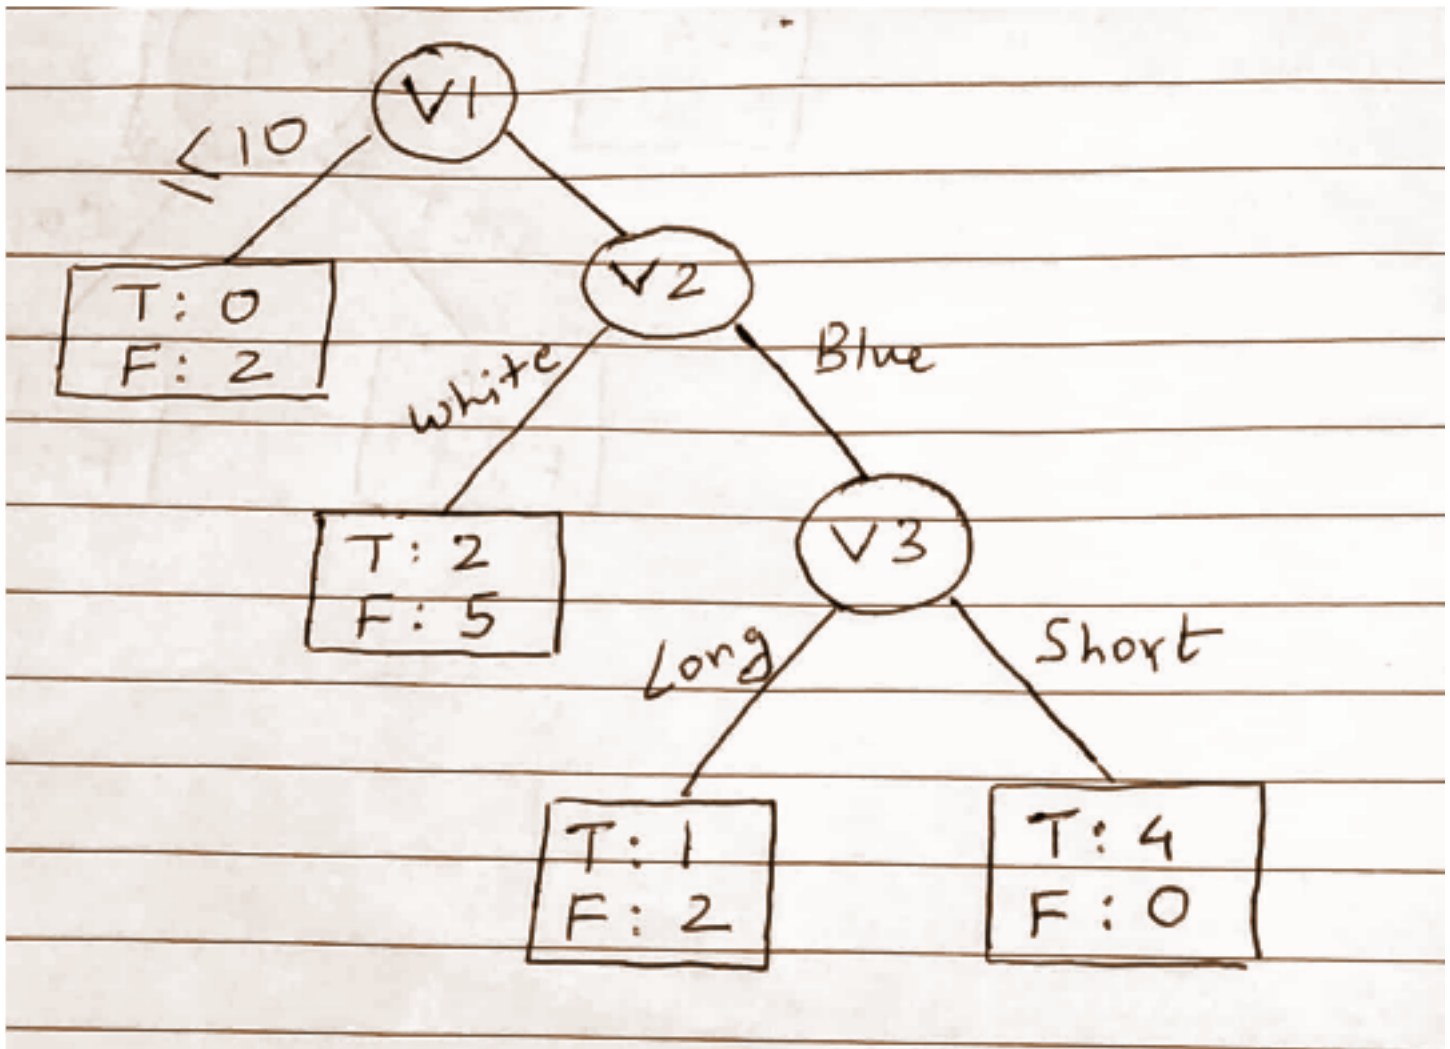 V1
≤10
V2
T: 0
F: 2
White
Blue
V3
T: 2
F: 5
Long
Short
T: 1
F: 2
T: 4
F: 0